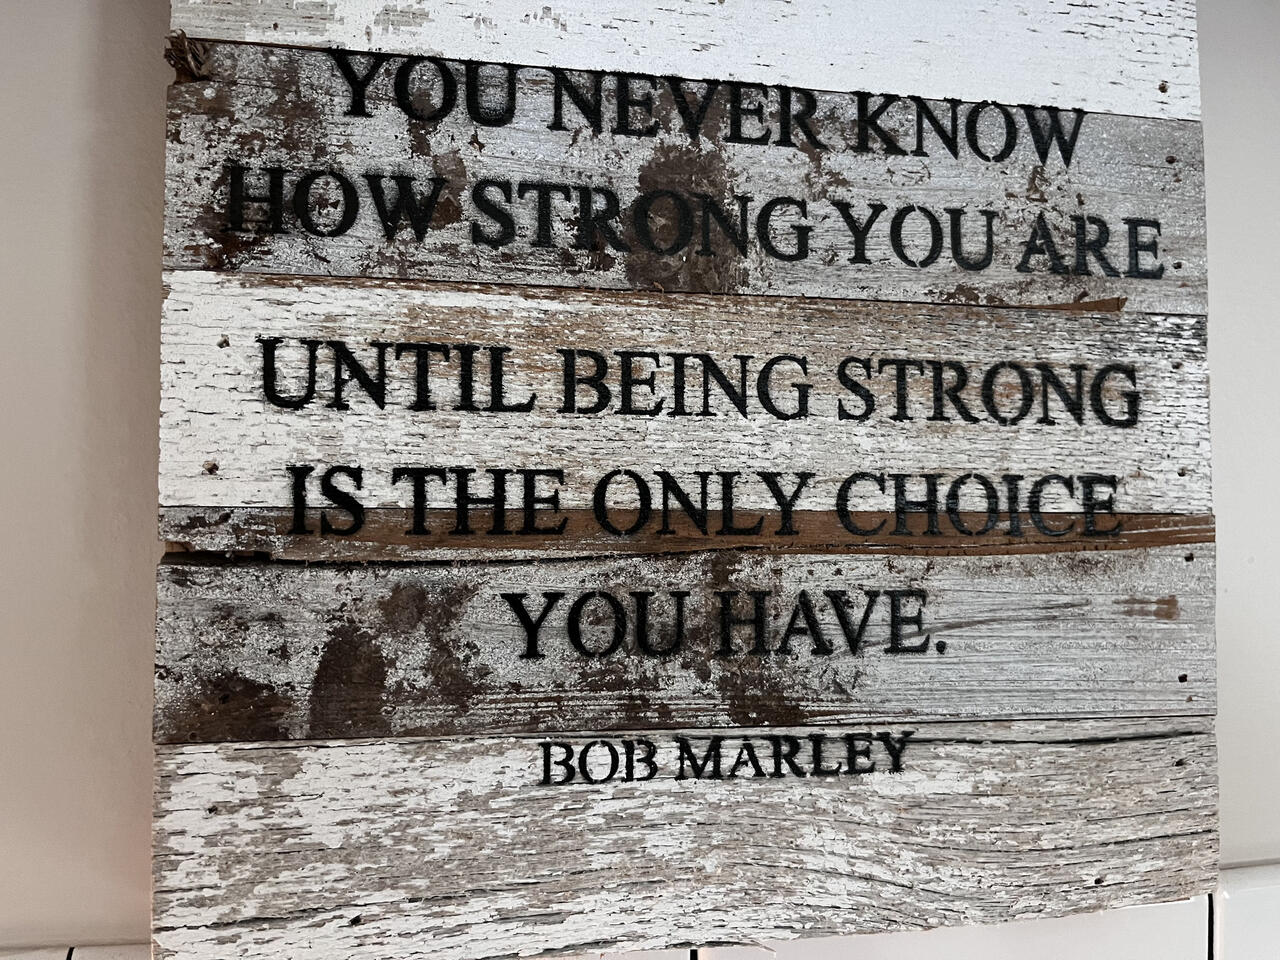 YOU NEVER KNOW
HOW STRONG YOU ARE
UNTIL BEING STRONG
IS THE ONLY CHOICE
YOU HAVE.
BOB MARLEY